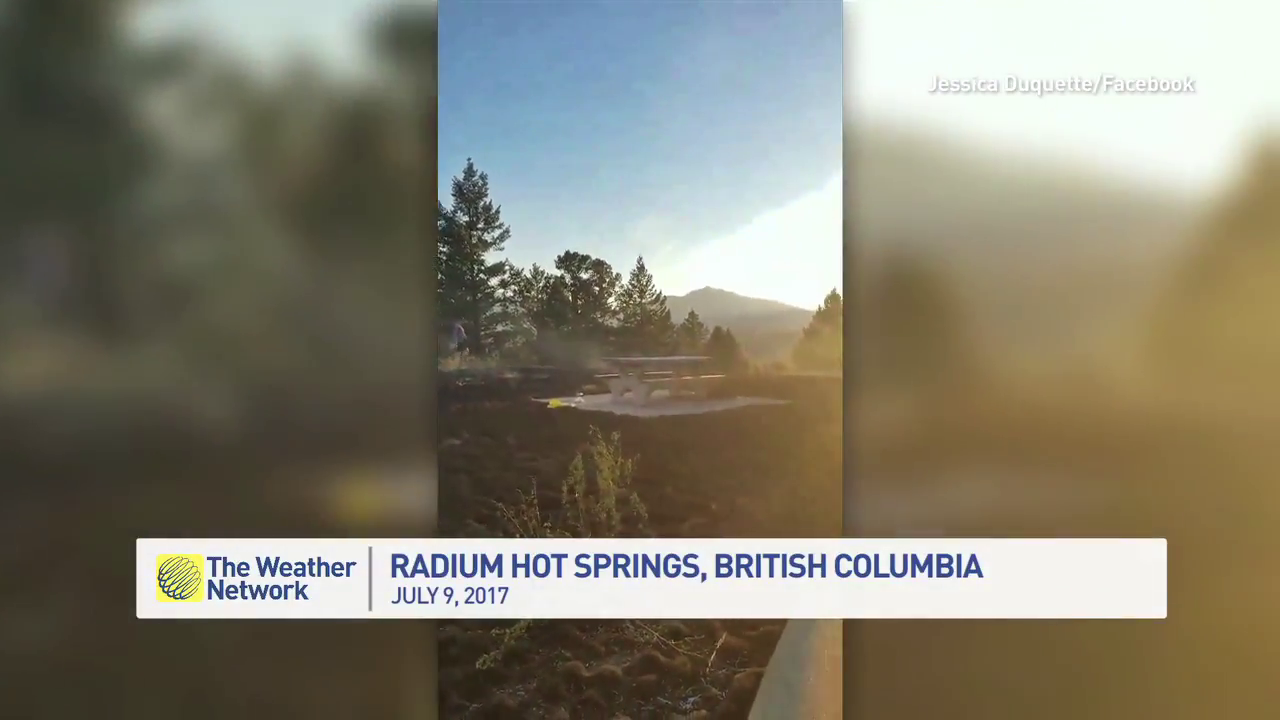 Jessica Duquette/Facebook
The Weather
Network
RADIUM HOT SPRINGS, BRITISH COLUMBIA
JULY 9, 2017